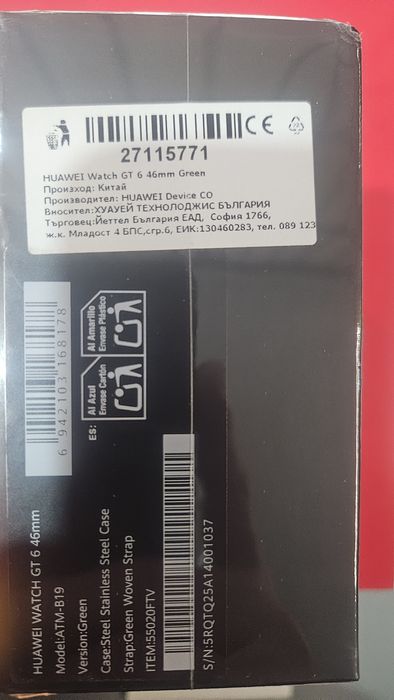 27115771
HUAWEI Watch GT 6 46mm Green
Произход: Китай
Производител: HUAWEI Device CO
Вносител:ХУАУЕЙ ТЕХНОЛОДЖИС БЪЛГАРИЯ
Търговец:Йеттел България ЕАД, София 1766,
ж.к. Младост 4 БПС,сгр.6, ЕИК:130460283, тел. 089 123
6 942103 168178
ES:
Al Azul
Envase Cartón
Al Amarillo
Envase Plástico
HUAWEI WATCH GT 6 46mm
Model:ATM-B19
Version:Green
Case:Steel Stainless Steel Case
Strap:Green Woven Strap
ITEM:55020FTV
S/N:5RQTQ25A14001037